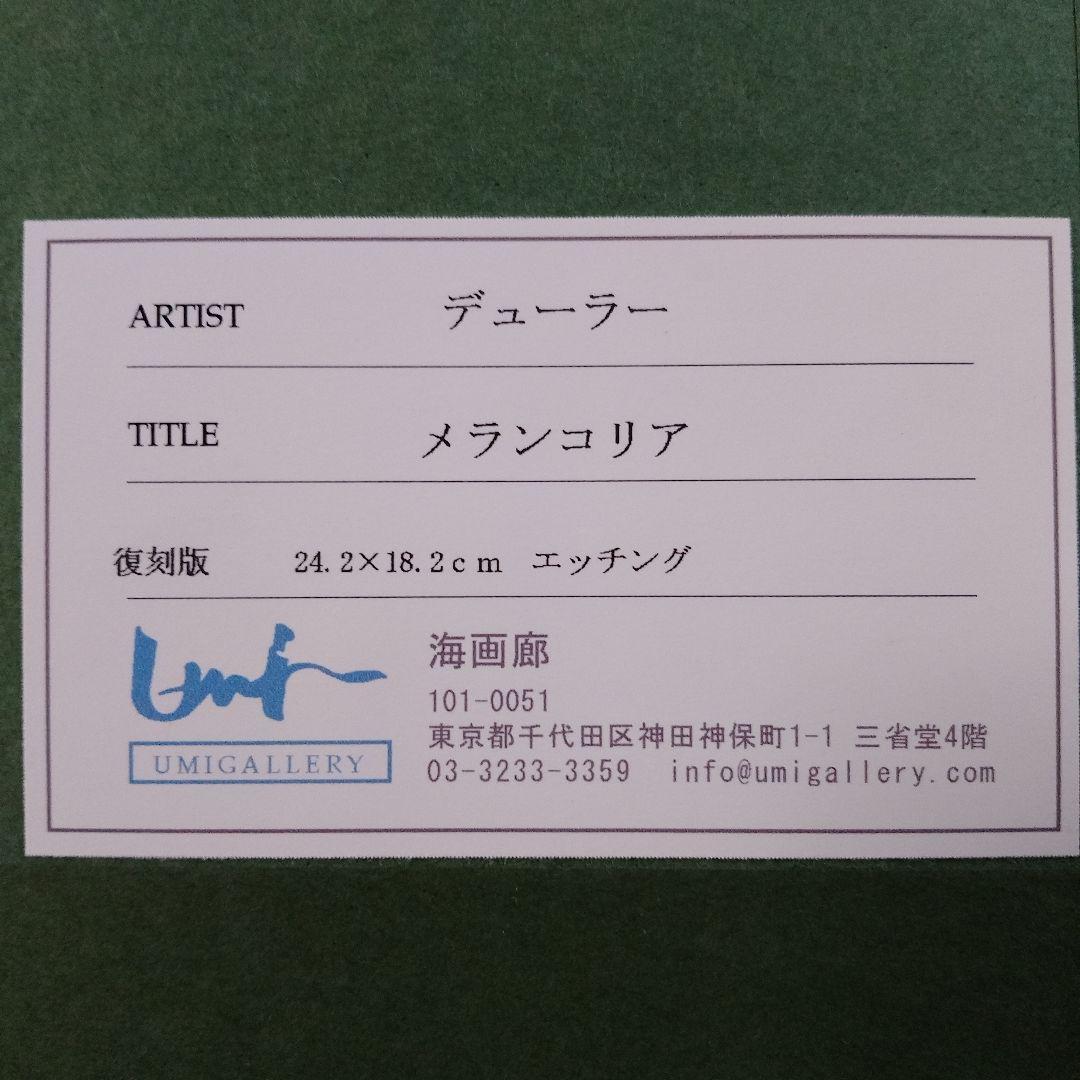 ARTIST デューラー
TITLE メランコリア
復刻版 24.2×18.2cm エッチング
Umi
UMIGALLERY
海画廊
101-0051
東京都千代田区神田神保町1-1 三省堂4階
03-3233-3359 info@umigallery.com